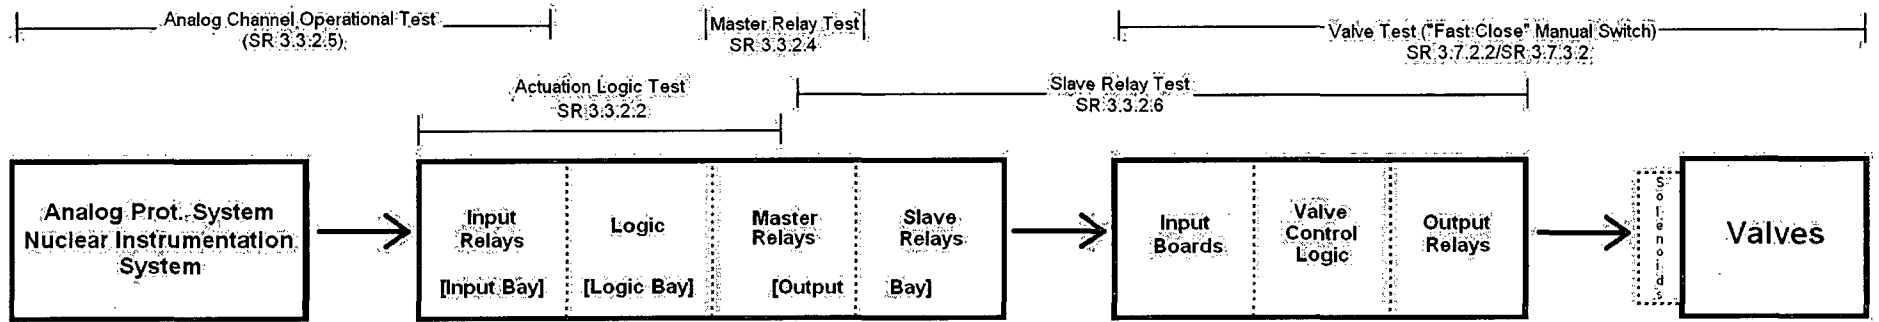 Analog Channel Operational Test
(SR 3.3.2.5)
Master Relay Test
SR 3.3.2.4
Valve Test ("Fast Close" Manual Switch)
SR 3.7.2.2/SR 3.7.3.2
Actuation Logic Test
SR 3.3.2.2
Slave Relay Test
SR 3.3.2.6
Analog Prot. System
Nuclear Instrumentation
System
Input
Relays
[Input Bay]
Logic
[Logic Bay]
Master
Relays
Slave
Relays
[Output Bay]
Input
Boards
Valve
Control
Logic
Output
Relays
Solenoids
Valves